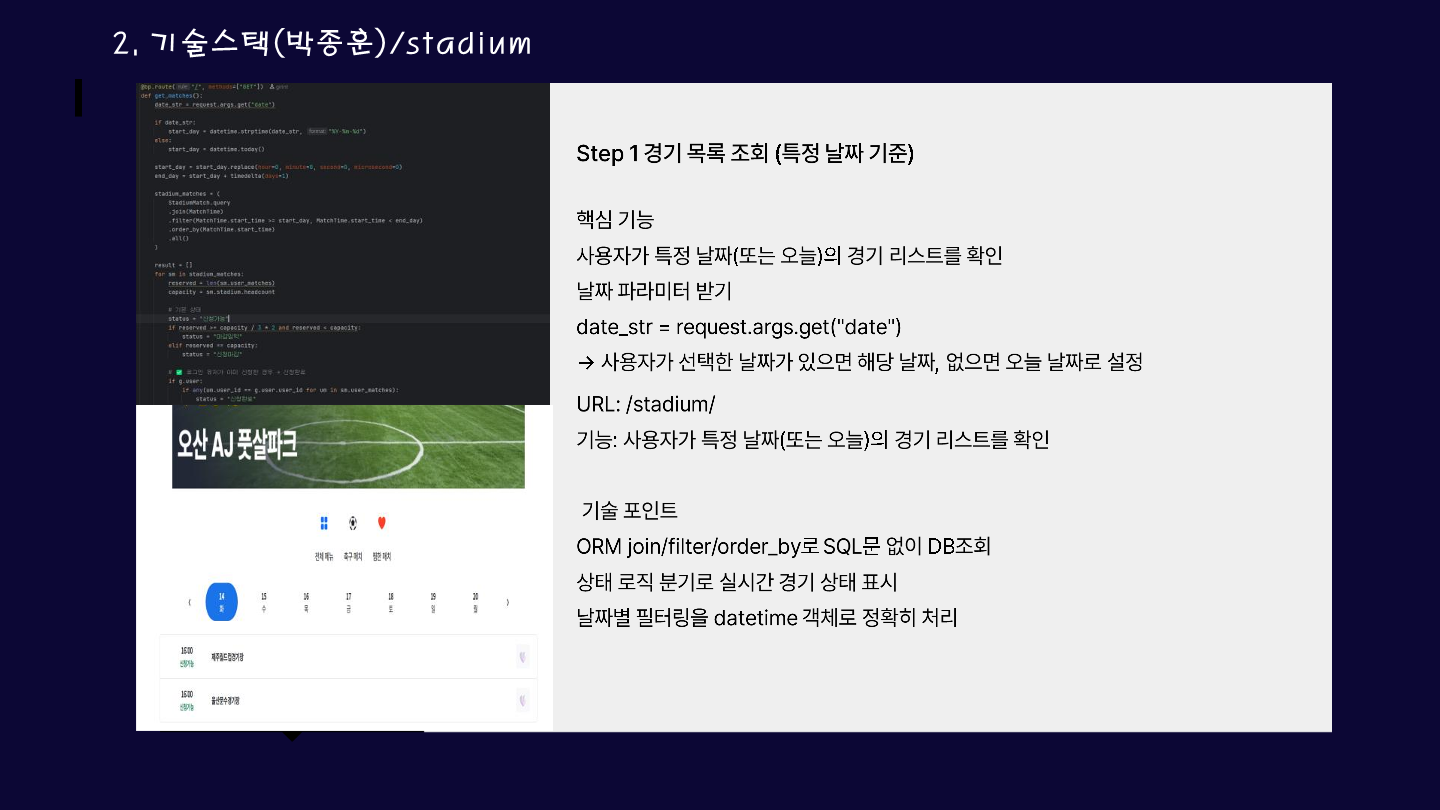 2. 기술스택(박종훈)/stadium
@bp.route("/", methods=["GET"])
def get_matches():
date_str = request.args.get("date")
if date_str:
start_day = datetime.strptime(date_str, "%Y-%m-%d")
else:
start_day = datetime.today()
start_day = start_day.replace(hour=0, minute=0, second=0, microsecond=0)
end_day = start_day + timedelta(days=1)
stadium_matches = (
StadiumMatch.query
.join(MatchTime)
.filter(MatchTime.start_time >= start_day, MatchTime.start_time < end_day)
.order_by(MatchTime.start_time)
.all()
)
result = []
for sm in stadium_matches:
reserved = len(sm.user_matches)
capacity = sm.stadium.headcount
# 기본 상태
status = "신청가능"
if reserved >= capacity / 3 * 2 and reserved < capacity:
status = "마감임박"
elif reserved == capacity:
status = "신청마감"
# ✅ 로그인 유저가 이미 신청한 경우 → 신청완료
if g.user:
if any(um.user_id == g.user.user_id for um in sm.user_matches):
status = "신청완료"
오산 AJ 풋살파크
전체 메뉴 축구 매치 찜한 매치
14 15 16 17 18 19 20
화 수 목 금 토 일 월
16:00 제주월드컵경기장
신청가능
16:00 울산문수경기장
신청가능
Step 1 경기 목록 조회 (특정 날짜 기준)
핵심 기능
사용자가 특정 날짜(또는 오늘)의 경기 리스트를 확인
날짜 파라미터 받기
date_str = request.args.get("date")
→ 사용자가 선택한 날짜가 있으면 해당 날짜, 없으면 오늘 날짜로 설정
URL: /stadium/
기능: 사용자가 특정 날짜(또는 오늘)의 경기 리스트를 확인
기술 포인트
ORM join/filter/order_by로 SQL문 없이 DB조회
상태 로직 분기로 실시간 경기 상태 표시
날짜별 필터링을 datetime 객체로 정확히 처리